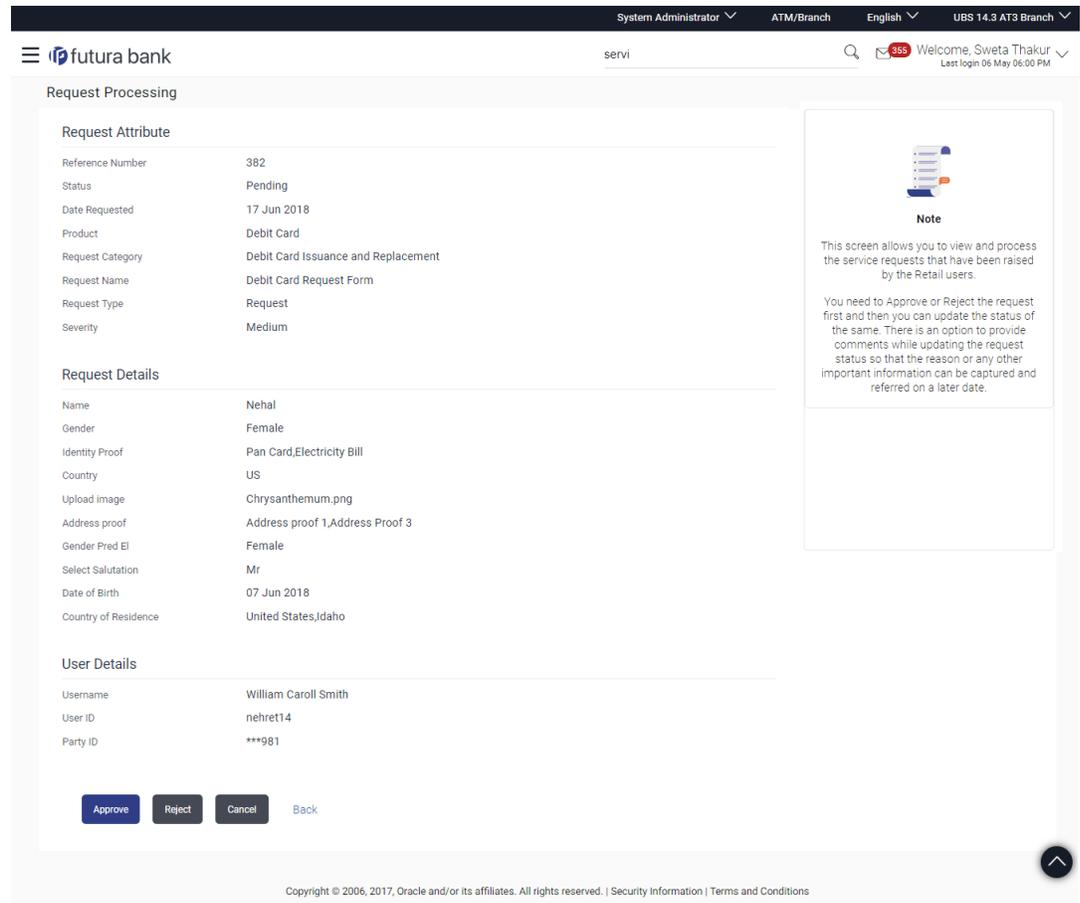 System Administrator ATM/Branch English UBS 14.3 AT3 Branch
futura bank servi 355 Welcome, Sweta Thakur
Last login 06 May 06:00 PM
Request Processing
Request Attribute
Reference Number 382
Status Pending
Date Requested 17 Jun 2018
Product Debit Card
Request Category Debit Card Issuance and Replacement
Request Name Debit Card Request Form
Request Type Request
Severity Medium
Request Details
Name Nehal
Gender Female
Identity Proof Pan Card,Electricity Bill
Country US
Upload image Chrysanthemum.png
Address proof Address proof 1,Address Proof 3
Gender Pred El Female
Select Salutation Mr
Date of Birth 07 Jun 2018
Country of Residence United States,Idaho
User Details
Username William Caroll Smith
User ID nehret14
Party ID ***981
Approve Reject Cancel Back
Note
This screen allows you to view and process
the service requests that have been raised
by the Retail users.
You need to Approve or Reject the request
first and then you can update the status of
the same. There is an option to provide
comments while updating the request
status so that the reason or any other
important information can be captured and
referred on a later date.
Copyright © 2006, 2017, Oracle and/or its affiliates. All rights reserved. | Security Information | Terms and Conditions